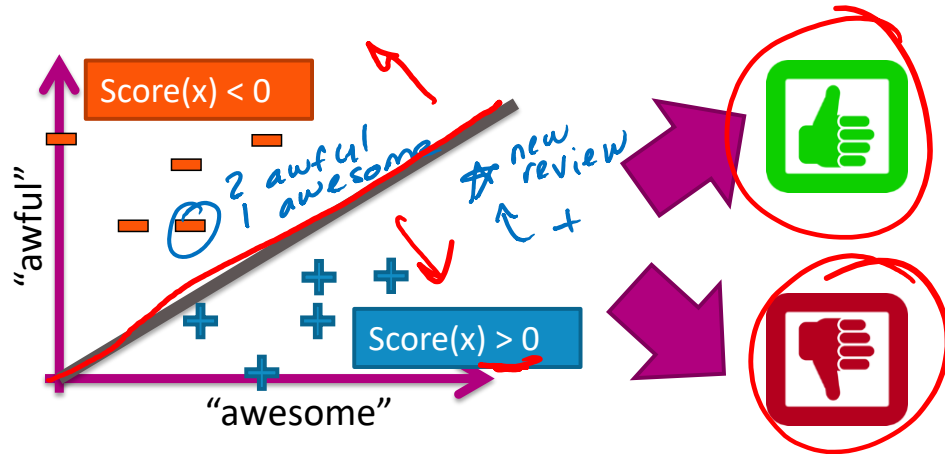 Score(x) < 0
"awful"
2 awful
1 awesome
new
review
+
Score(x) > 0
"awesome"